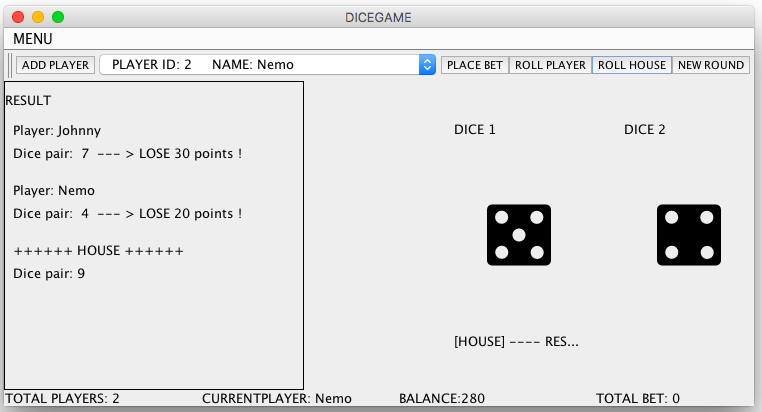 DICEGAME
MENU
ADD PLAYER PLAYER ID: 2 NAME: Nemo PLACE BET ROLL PLAYER ROLL HOUSE NEW ROUND
RESULT
Player: Johnny
Dice pair: 7 --- > LOSE 30 points !
Player: Nemo
Dice pair: 4 --- > LOSE 20 points !
++++++ HOUSE ++++++
Dice pair: 9
DICE 1 DICE 2
[HOUSE] ---- RES...
TOTAL PLAYERS: 2 CURRENTPLAYER: Nemo BALANCE:280 TOTAL BET: 0